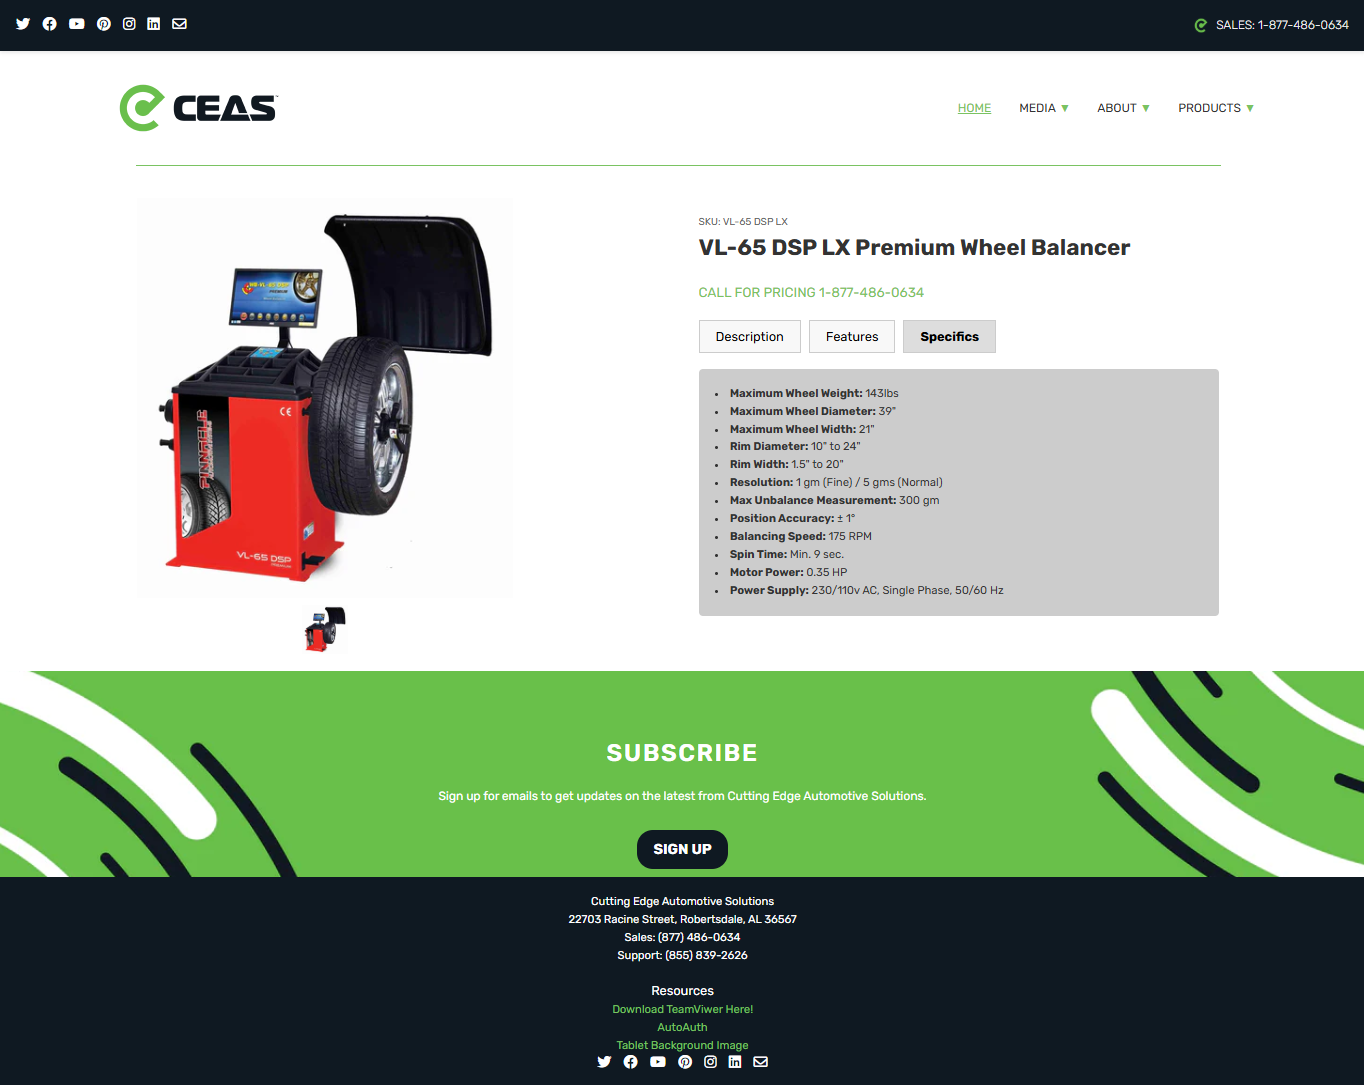 SALES: 1-877-486-0634
CEAS
HOME
MEDIA ▼
ABOUT ▼
PRODUCTS ▼
SKU: VL-65 DSP LX
VL-65 DSP LX Premium Wheel Balancer
CALL FOR PRICING 1-877-486-0634
Description
Features
Specifics
• Maximum Wheel Weight: 143lbs
• Maximum Wheel Diameter: 39"
• Maximum Wheel Width: 21"
• Rim Diameter: 10" to 24"
• Rim Width: 1.5" to 20"
• Resolution: 1 gm (Fine) / 5 gms (Normal)
• Max Unbalance Measurement: 300 gm
• Position Accuracy: ± 1°
• Balancing Speed: 175 RPM
• Spin Time: Min. 9 sec.
• Motor Power: 0.35 HP
• Power Supply: 230/110v AC, Single Phase, 50/60 Hz
CE
PINNACLE
VL-65 DSP
SUBSCRIBE
Sign up for emails to get updates on the latest from Cutting Edge Automotive Solutions.
SIGN UP
Cutting Edge Automotive Solutions
22703 Racine Street, Robertsdale, AL 36567
Sales: (877) 486-0634
Support: (855) 839-2626
Resources
Download TeamViwer Here!
AutoAuth
Tablet Background Image